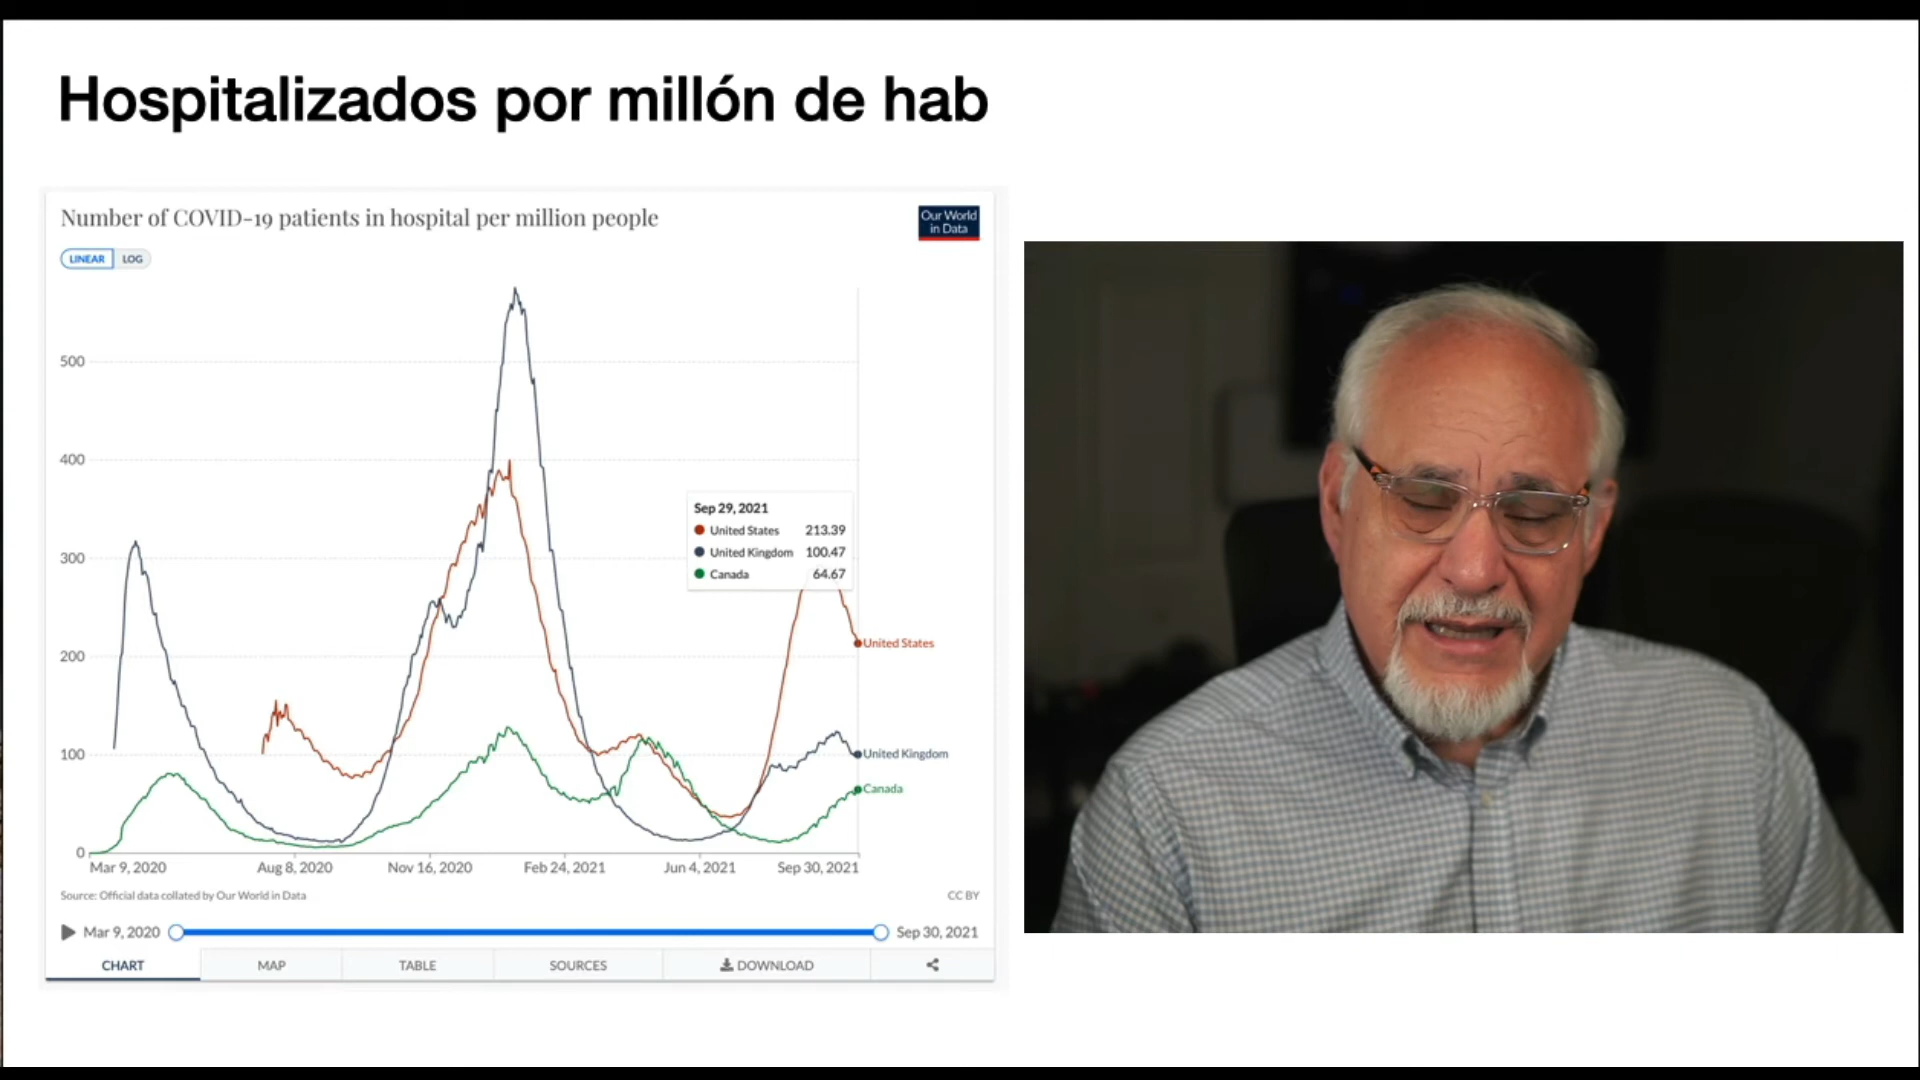 Hospitalizados por millón de hab
Number of COVID-19 patients in hospital per million people
Our World
in Data
LINEAR LOG
500
400
300
200
100
0
Sep 29, 2021
United States 213.39
United Kingdom 100.47
Canada 64.67
United States
United Kingdom
Canada
Mar 9, 2020 Aug 8, 2020 Nov 16, 2020 Feb 24, 2021 Jun 4, 2021 Sep 30, 2021
Source: Official data collated by Our World in Data CC BY
Mar 9, 2020 Sep 30, 2021
CHART MAP TABLE SOURCES DOWNLOAD